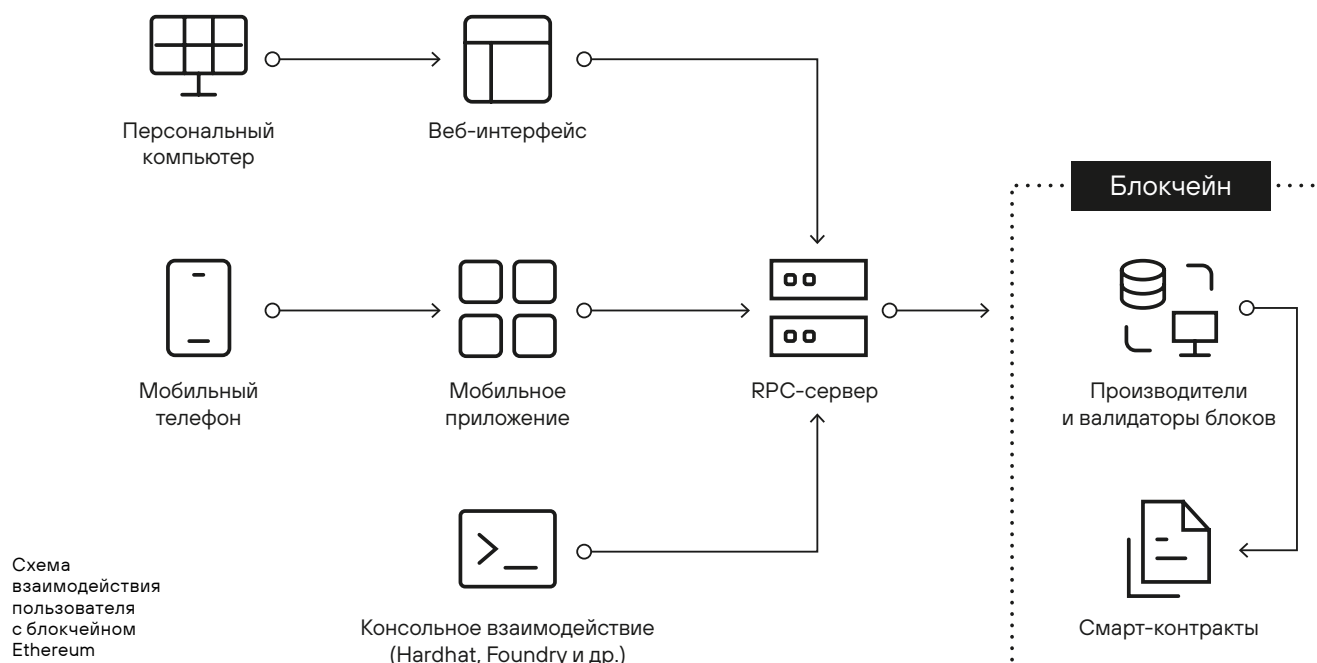 Персональный
компьютер
Веб-интерфейс
Блокчейн
Мобильный
телефон
Мобильное
приложение
RPC-сервер
Производители
и валидаторы блоков
Схема
взаимодействия
пользователя
с блокчейном
Ethereum
Консольное взаимодействие
(Hardhat, Foundry и др.)
Смарт-контракты